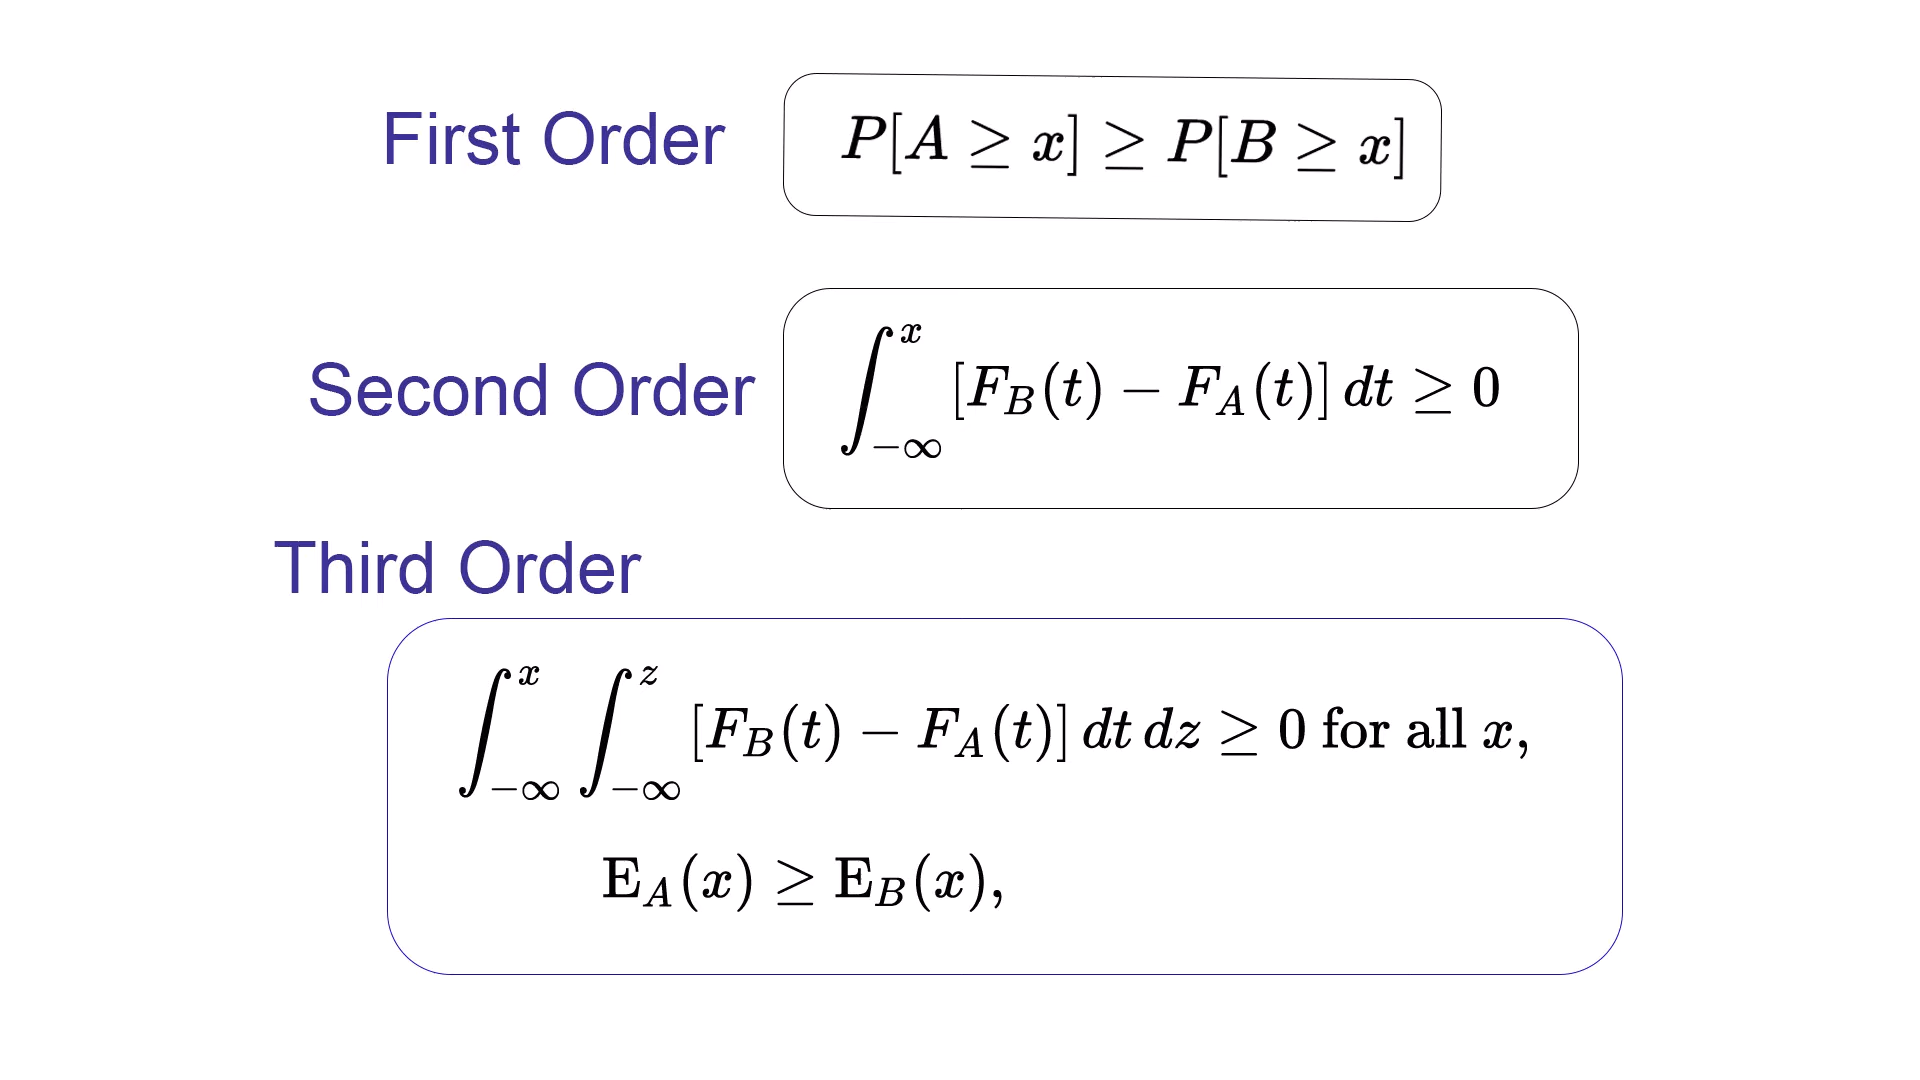 First Order
P[A ≥ x] ≥ P[B ≥ x]
Second Order
∫_{-∞}^{x} [F_B(t) − F_A(t)] dt ≥ 0
Third Order
∫_{-∞}^{x} ∫_{-∞}^{z} [F_B(t) − F_A(t)] dt dz ≥ 0 for all x,
E_A(x) ≥ E_B(x),